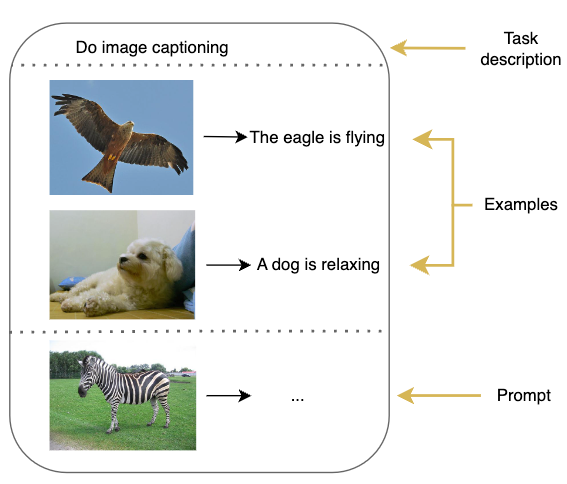 Do image captioning
Task
description
The eagle is flying
Examples
A dog is relaxing
...
Prompt